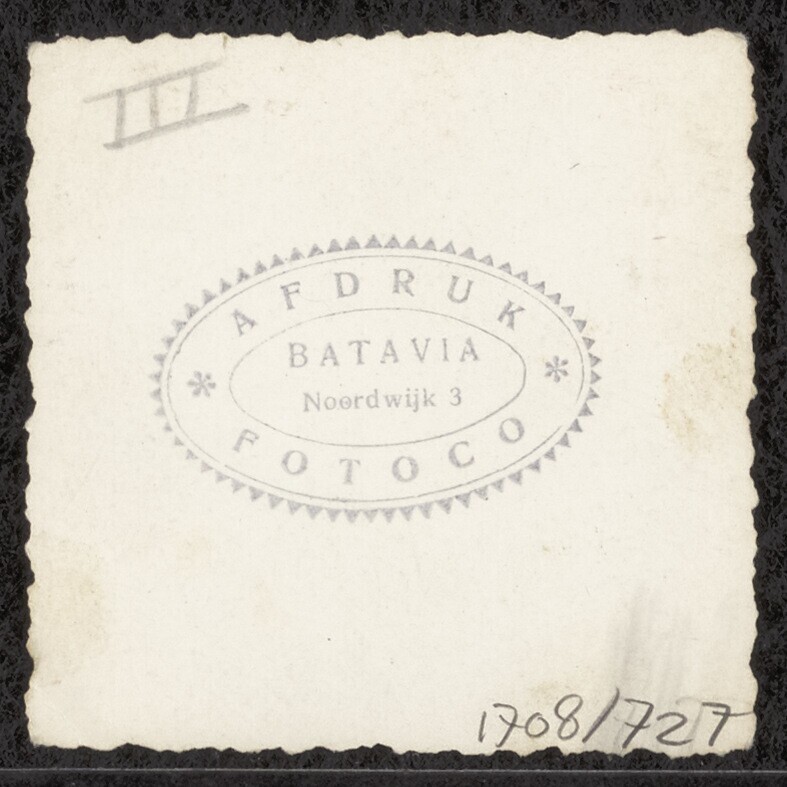 III
AFDRUK
BATAVIA
Noordwijk 3
FOTOCO
1708/727